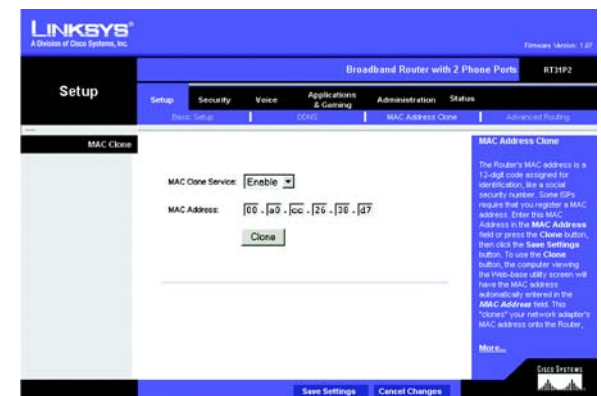 LINKSYS®
A Division of Cisco Systems, Inc.
Firmware Version: 1.07
Broadband Router with 2 Phone Ports
RT31P2
Setup
Setup
Security
Voice
Applications
& Gaming
Administration
Status
Basic Setup
DDNS
MAC Address Clone
Advanced Routing
MAC Clone
MAC Clone Service:
Enable
MAC Address:
00 . a0 . cc . 26 . 38 . d7
Clone
MAC Address Clone
The Router's MAC address is a
12-digit code assigned for
identification, like a social
security number. Some ISPs
require that you register a MAC
address. Enter this MAC
Address in the MAC Address
field or press the Clone button,
then click the Save Settings
button. To use the Clone
button, the computer viewing
the Web-base utility screen will
have the MAC address
automatically entered in the
MAC Address field. This
"clones" your network adapter's
MAC address onto the Router,
More...
CISCO SYSTEMS
Save Settings
Cancel Changes